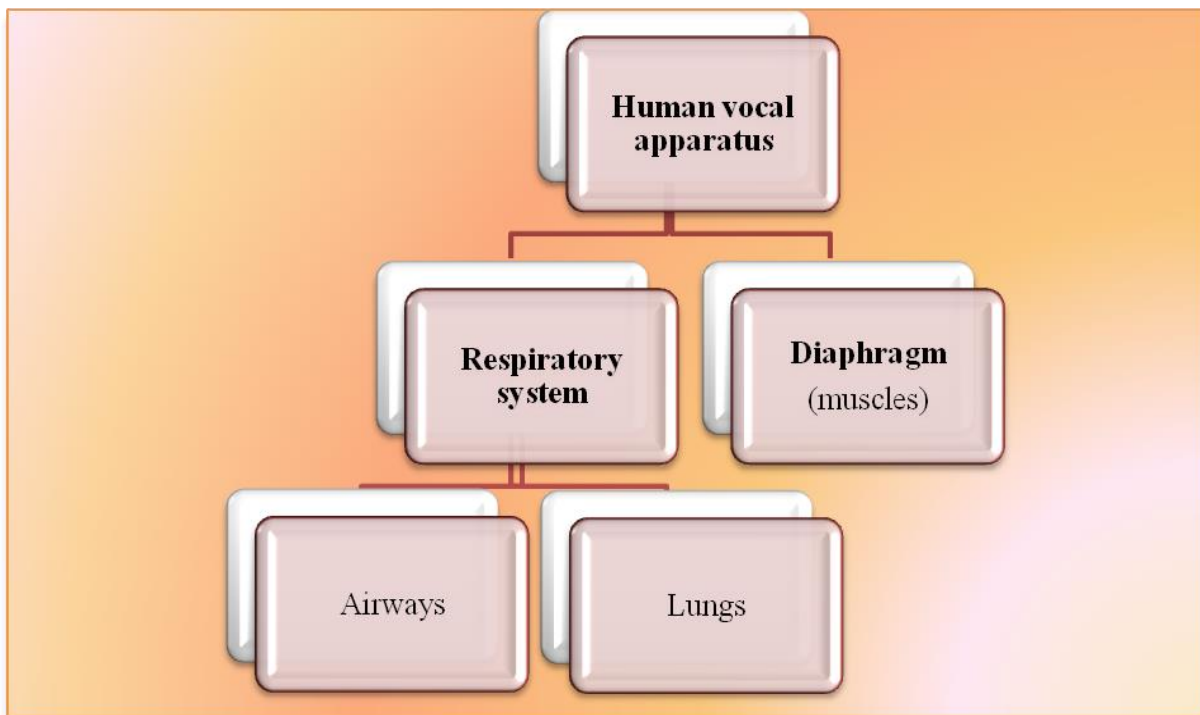 Human vocal
apparatus
Respiratory
system
Diaphragm
(muscles)
Airways
Lungs